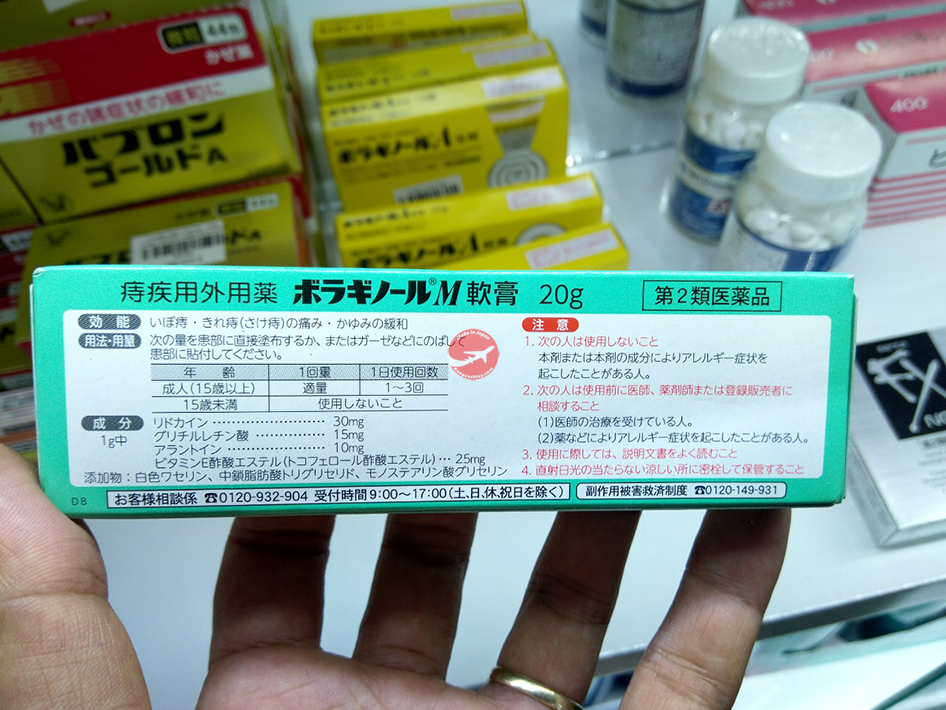 顆粒 44包
かぜ薬
かぜの諸症状の緩和に
パブロン
ゴールドA
ボラギノールA
400
痔疾用外用薬 ボラギノール®M 軟膏 20g 第2類医薬品
効能 いぼ痔・きれ痔(さけ痔)の痛み・かゆみの緩和
用法・用量 次の量を患部に直接塗布するか、またはガーゼなどにのばして
患部に貼付してください。
年齢 1回量 1日使用回数
成人(15歳以上) 適量 1〜3回
15歳未満 使用しないこと
成分 リドカイン 30mg
1g中 グリチルレチン酸 15mg
アラントイン 10mg
ビタミンE酢酸エステル(トコフェロール酢酸エステル)… 25mg
添加物:白色ワセリン、中鎖脂肪酸トリグリセリド、モノステアリン酸グリセリン
注意
1. 次の人は使用しないこと
本剤または本剤の成分によりアレルギー症状を
起こしたことがある人。
2. 次の人は使用前に医師、薬剤師または登録販売者に
相談すること
(1)医師の治療を受けている人。
(2)薬などによりアレルギー症状を起こしたことがある人。
3. 使用に際しては、説明文書をよく読むこと
4. 直射日光の当たらない涼しい所に密栓して保管すること
D8 お客様相談係 ☎0120-932-904 受付時間 9:00〜17:00(土、日、休、祝日を除く) 副作用被害救済制度 ☎0120-149-931
Made in Japan
FX